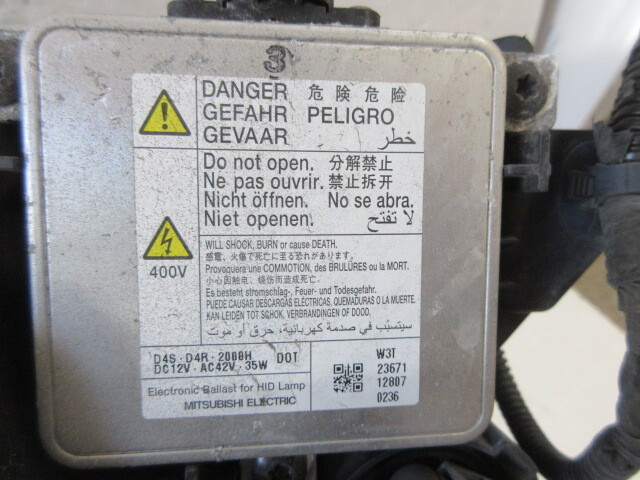 3
DANGER 危険 危险
GEFAHR PELIGRO
GEVAAR خطر
Do not open. 分解禁止
Ne pas ouvrir. 禁止拆开
Nicht öffnen. No se abra.
Niet openen. لا تفتح
400V
WILL SHOCK, BURN or cause DEATH.
感電、火傷で死亡に至る恐れがあります。
Provoquera une COMMOTION, des BRULURES ou la MORT.
小心因触电、烧伤而造成死亡。
Es besteht stromschlag-, Feuer- und Todesgefahr.
PUEDE CAUSAR DESCARGAS ELÉCTRICAS, QUEMADURAS O LA MUERTE.
KAN LEIDEN TOT SCHOK, VERBRANDINGEN OF DOOD.
سيتسبّب في صدمة كهربائية، حرق أو موت
D4S·D4R·2000H DOT
DC12V·AC42V·35W
Electronic Ballast for HID Lamp
MITSUBISHI ELECTRIC
W3T
23671
12807
0236